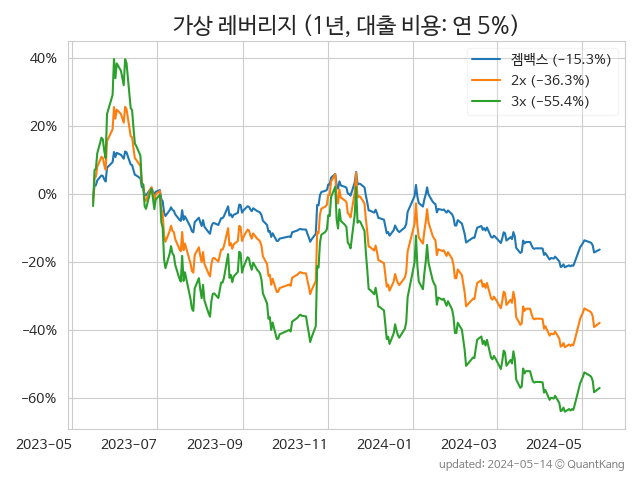 가상 레버리지 (1년, 대출 비용: 연 5%)
젬백스 (−15.3%)
2x (−36.3%)
3x (−55.4%)
40%
20%
0%
−20%
−40%
−60%
2023-05 2023-07 2023-09 2023-11 2024-01 2024-03 2024-05
updated: 2024-05-14 © QuantKang